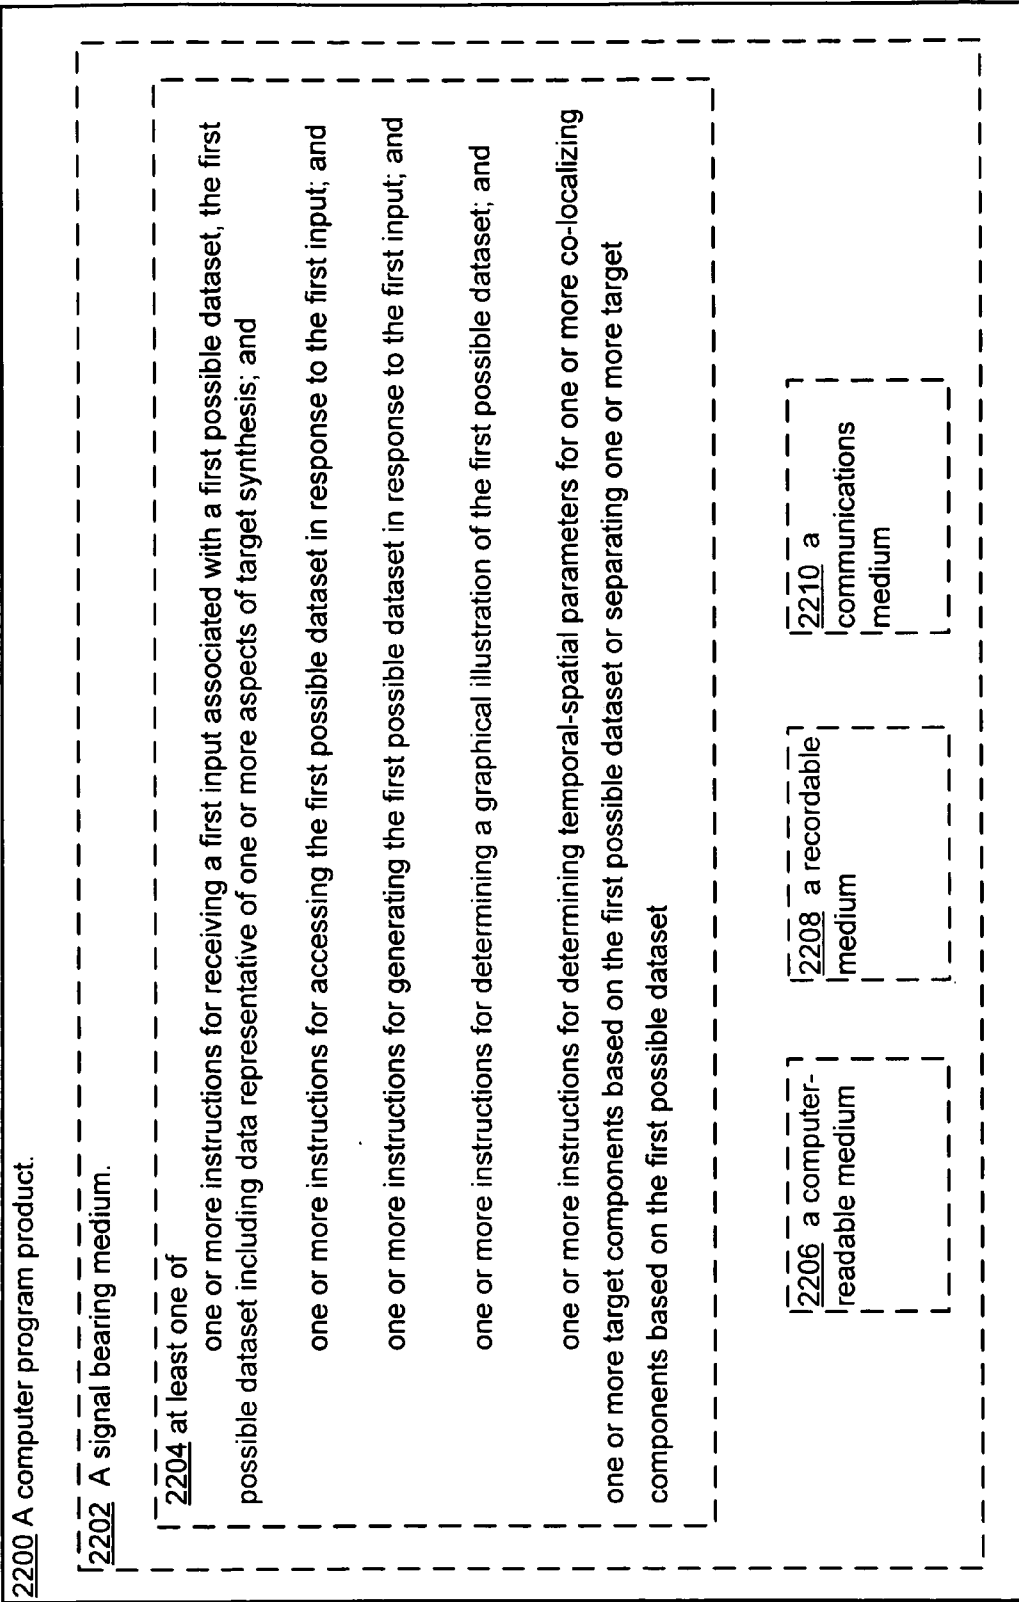 2200 A computer program product.
2202 A signal bearing medium.
2204 at least one of
one or more instructions for receiving a first input associated with a first possible dataset, the first
possible dataset including data representative of one or more aspects of target synthesis; and
one or more instructions for accessing the first possible dataset in response to the first input; and
one or more instructions for generating the first possible dataset in response to the first input; and
one or more instructions for determining a graphical illustration of the first possible dataset; and
one or more instructions for determining temporal-spatial parameters for one or more co-localizing
one or more target components based on the first possible dataset or separating one or more target
components based on the first possible dataset
2206 a computer-
readable medium
2208 a recordable
medium
2210 a
communications
medium